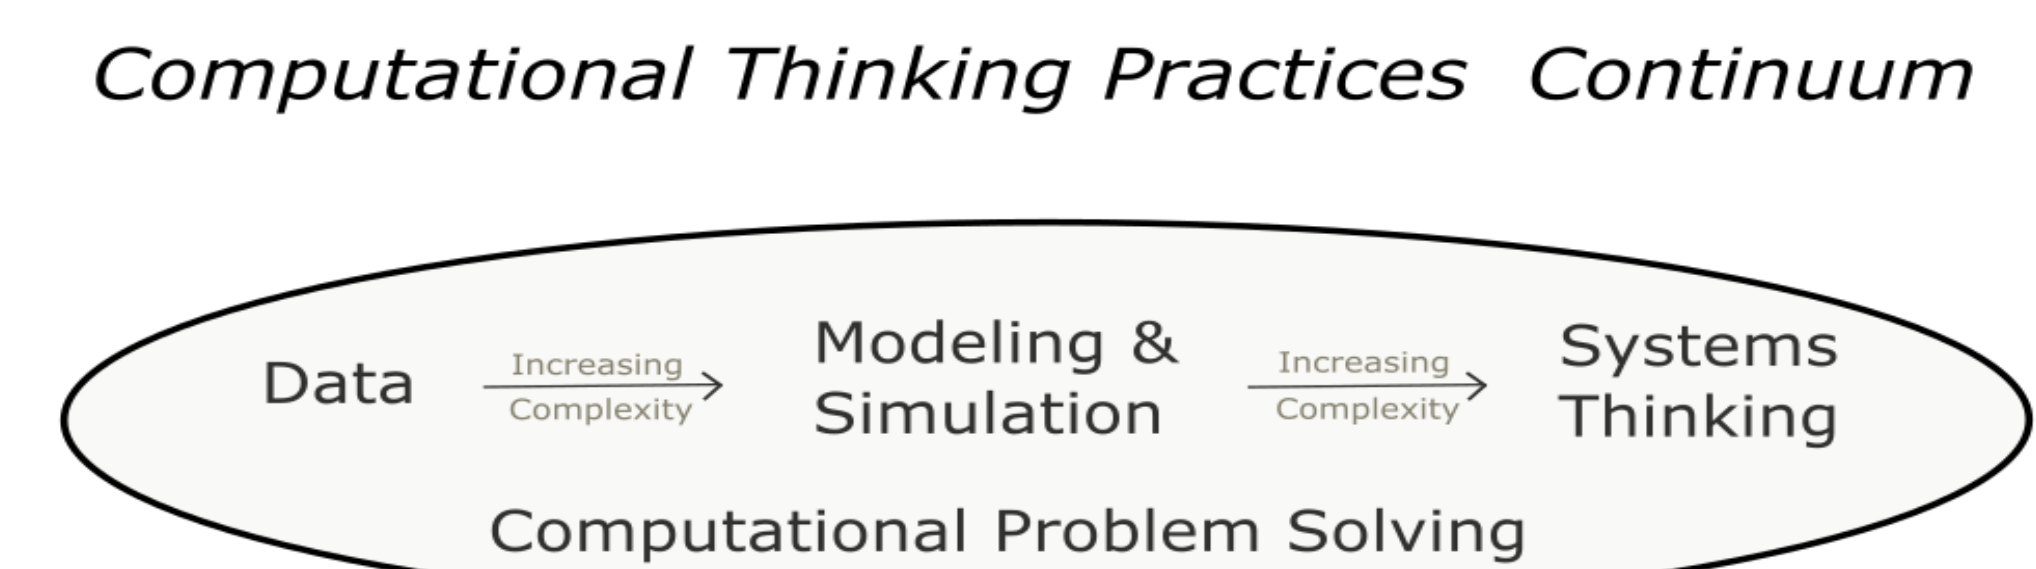 Computational Thinking Practices Continuum
Data
Increasing
Complexity
Modeling &
Simulation
Increasing
Complexity
Systems
Thinking
Computational Problem Solving